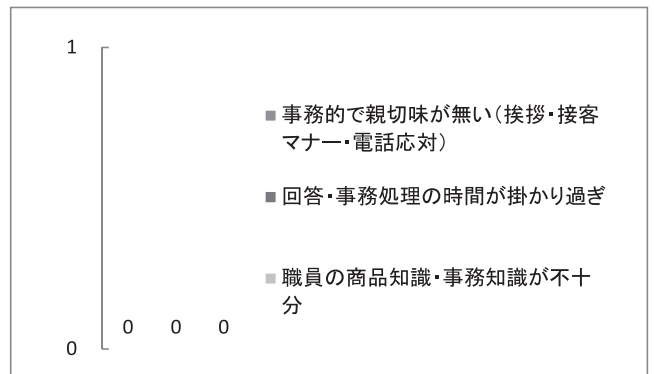 1
事務的で親切味が無い(挨拶・接客
マナー・電話応対)
回答・事務処理の時間が掛かり過ぎ
職員の商品知識・事務知識が不十
分
0 0 0
0